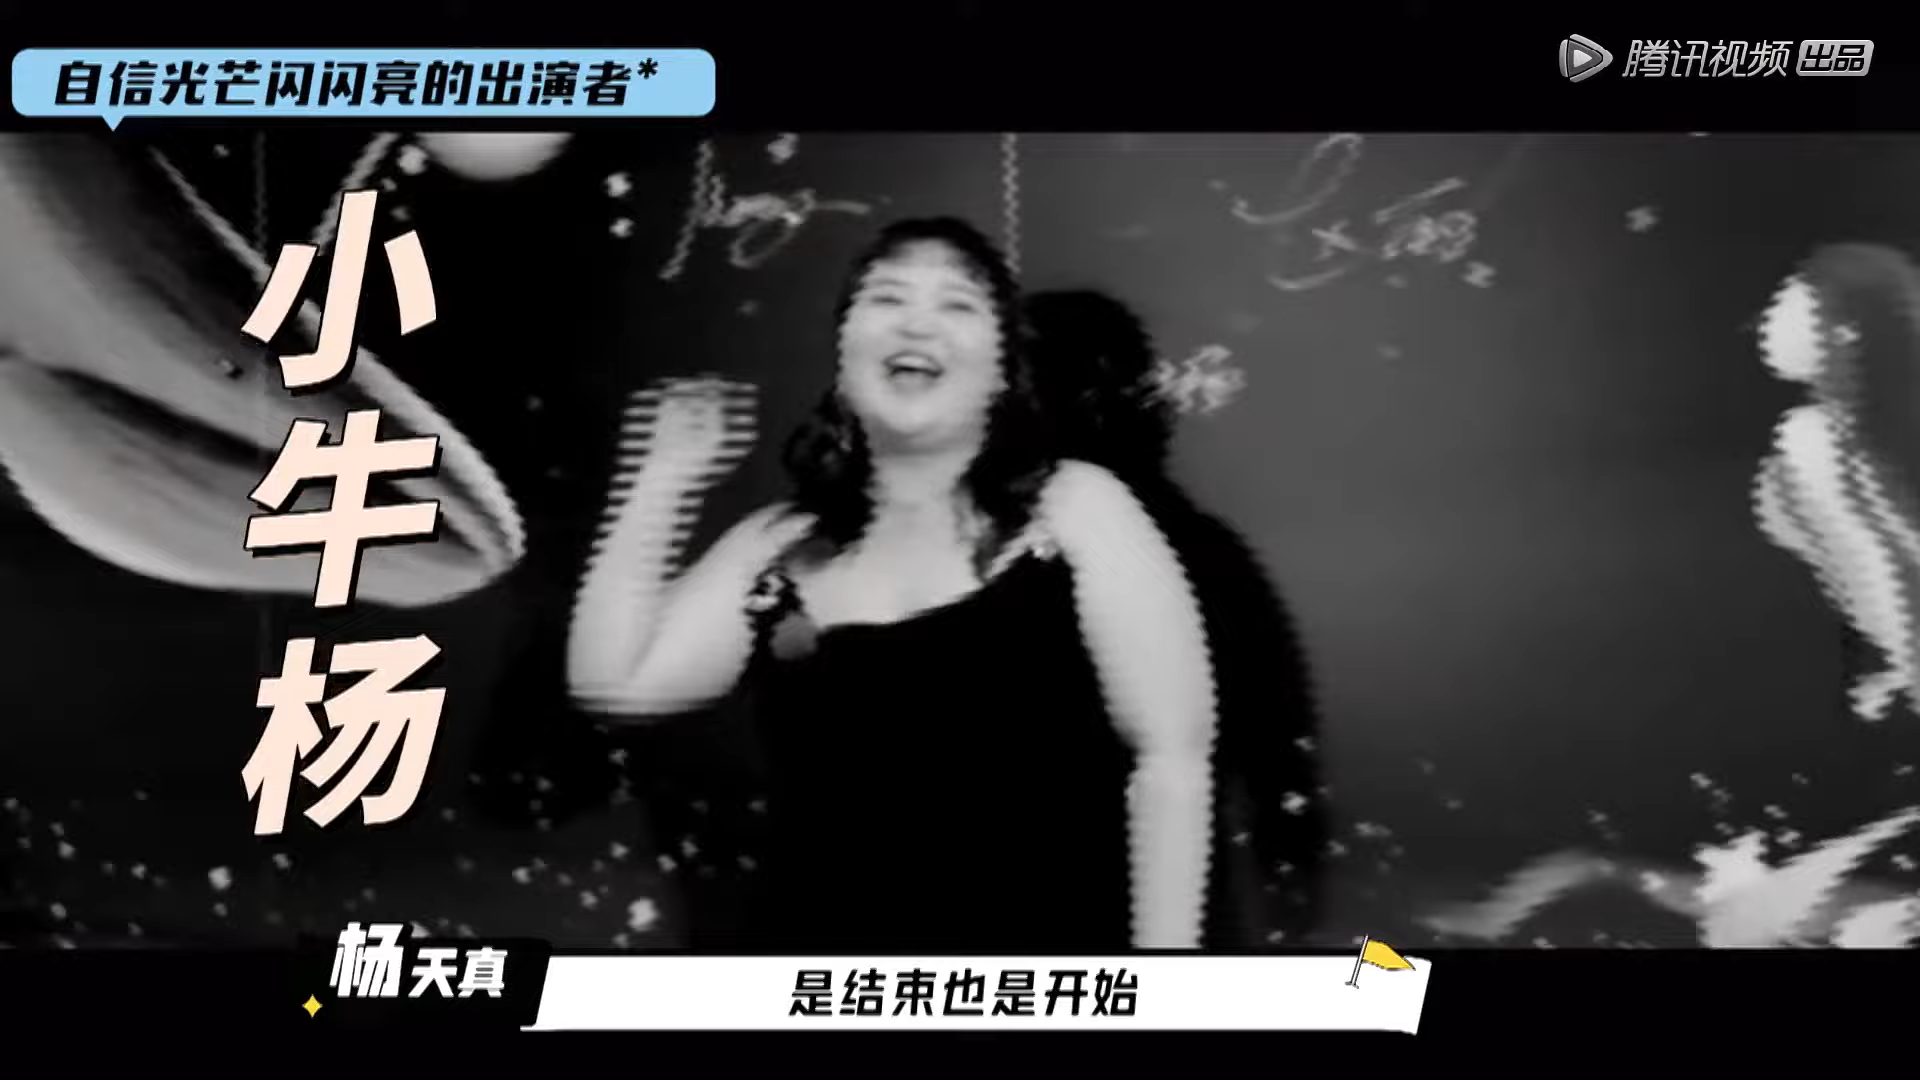 自信光芒闪闪亮的出演者*
腾讯视频 出品
小牛杨
杨天真
是结束也是开始